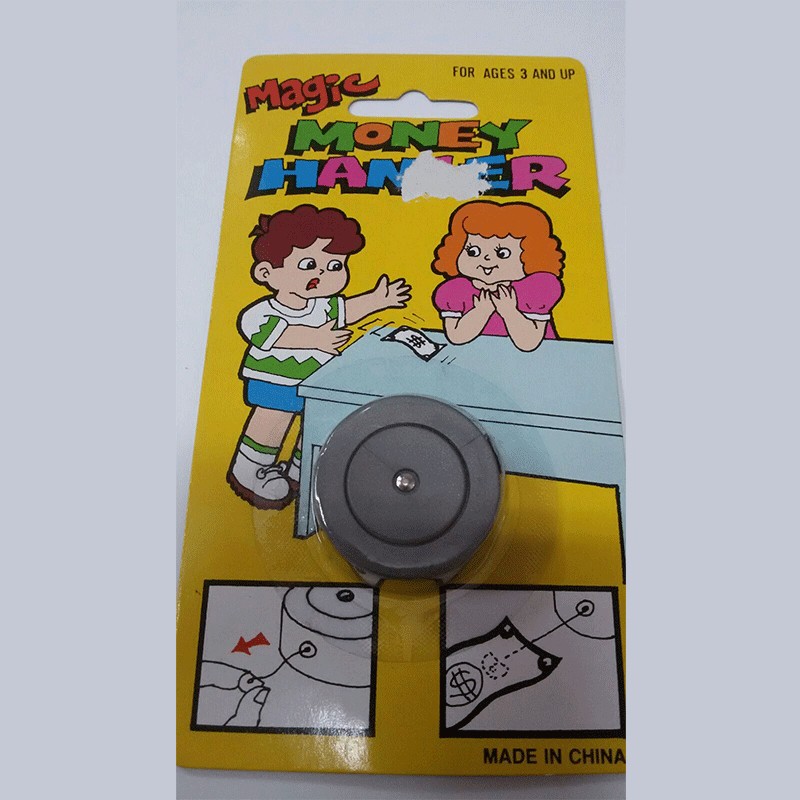 FOR AGES 3 AND UP
Magic
MONEY
$$
$
MADE IN CHINA